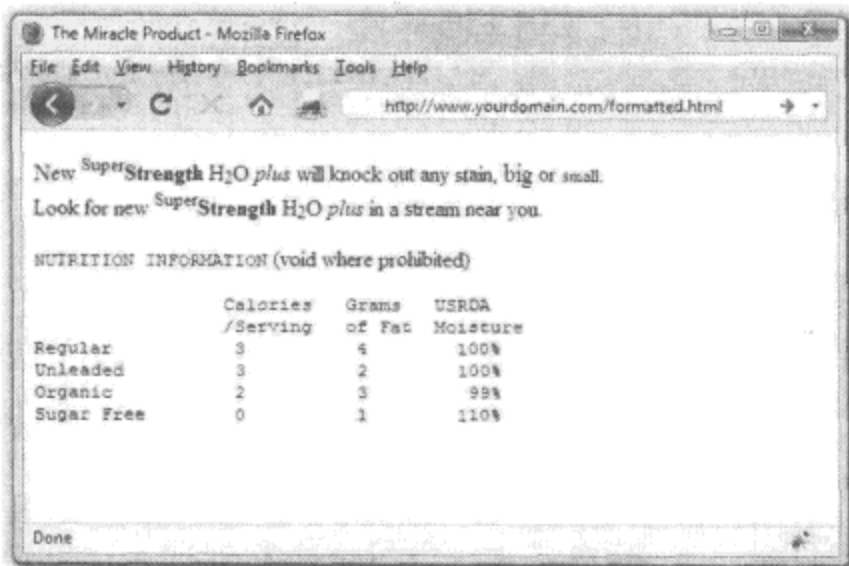 The Miracle Product - Mozilla Firefox
File Edit View History Bookmarks Tools Help
http://www.yourdomain.com/formatted.html
New SuperStrength H2O plus will knock out any stain, big or small.
Look for new SuperStrength H2O plus in a stream near you.
NUTRITION INFORMATION (void where prohibited)
Calories Grams USRDA
/Serving of Fat Moisture
Regular 3 4 100%
Unleaded 3 2 100%
Organic 2 3 99%
Sugar Free 0 1 110%
Done